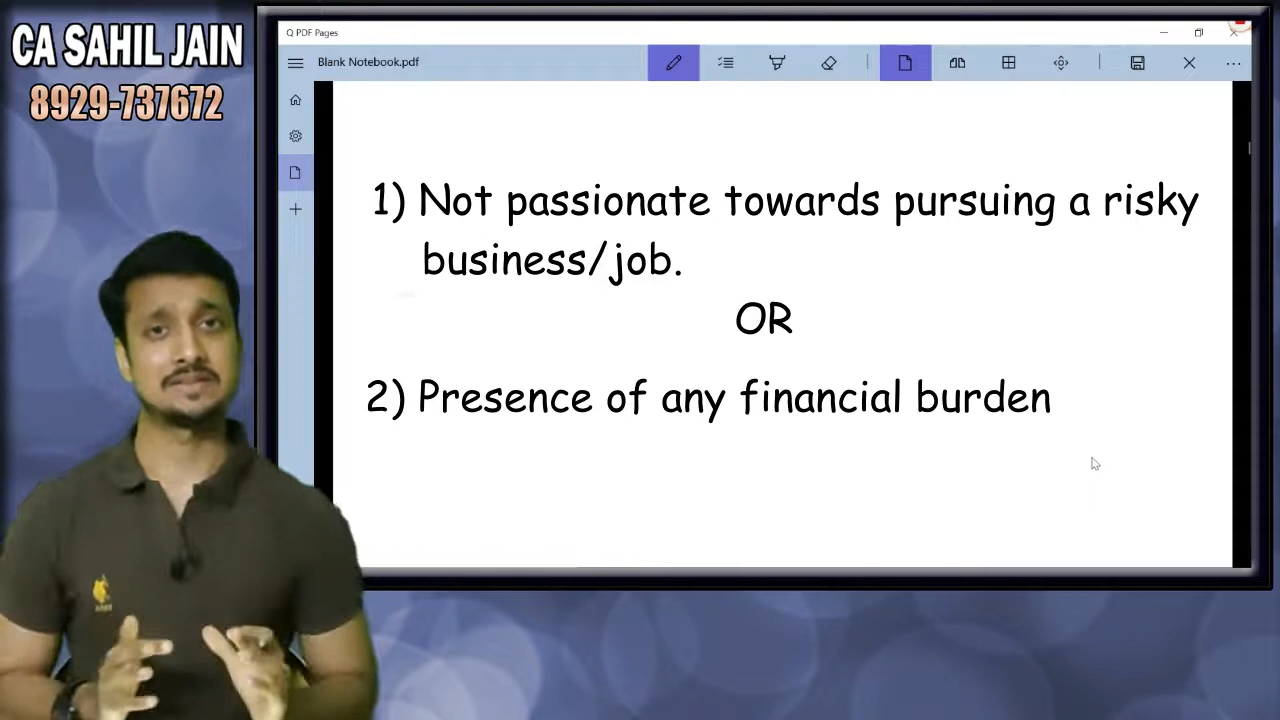 CA SAHIL JAIN
8929-737672
Q PDF Pages
Blank Notebook.pdf
1) Not passionate towards pursuing a risky
business/job.
OR
2) Presence of any financial burden